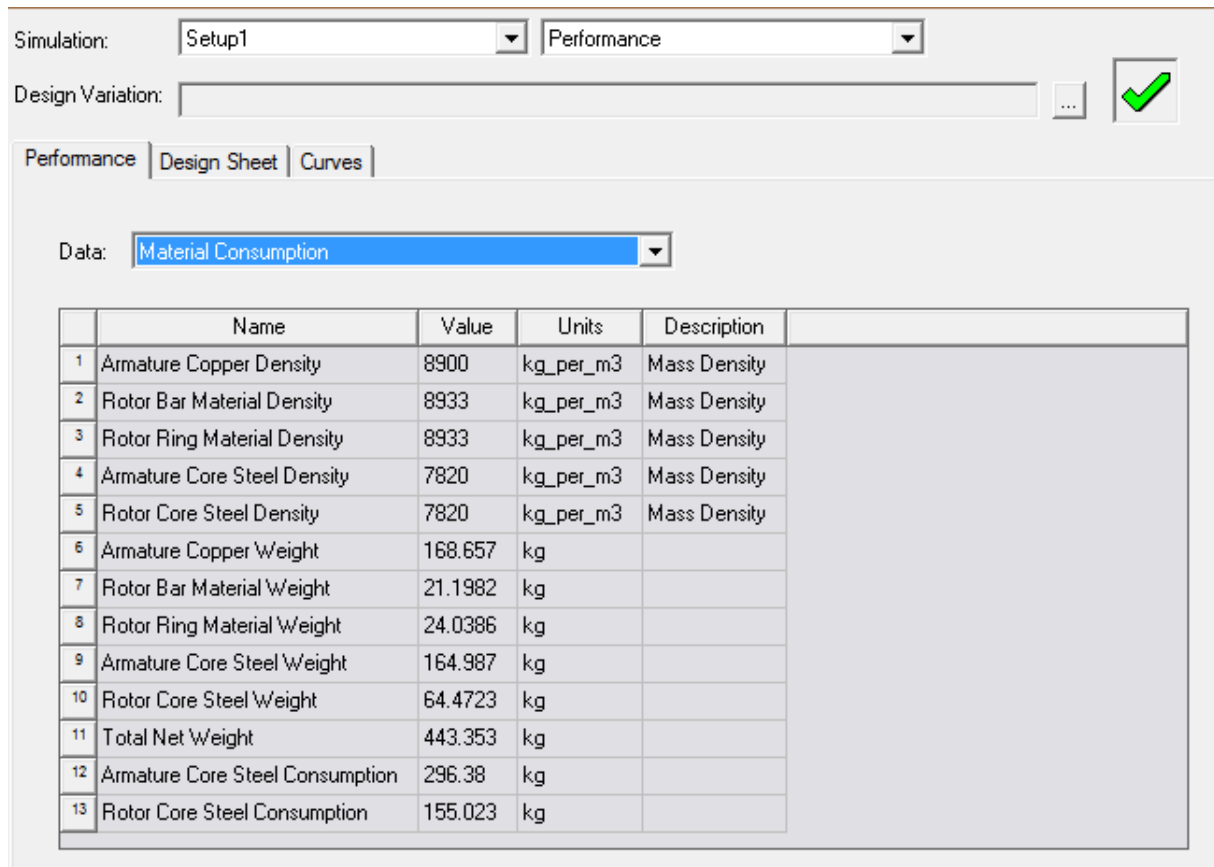 Simulation: Setup1 Performance
Design Variation: ...
Performance Design Sheet Curves
Data: Material Consumption
Name Value Units Description
1 Armature Copper Density 8900 kg_per_m3 Mass Density
2 Rotor Bar Material Density 8933 kg_per_m3 Mass Density
3 Rotor Ring Material Density 8933 kg_per_m3 Mass Density
4 Armature Core Steel Density 7820 kg_per_m3 Mass Density
5 Rotor Core Steel Density 7820 kg_per_m3 Mass Density
6 Armature Copper Weight 168.657 kg
7 Rotor Bar Material Weight 21.1982 kg
8 Rotor Ring Material Weight 24.0386 kg
9 Armature Core Steel Weight 164.987 kg
10 Rotor Core Steel Weight 64.4723 kg
11 Total Net Weight 443.353 kg
12 Armature Core Steel Consumption 296.38 kg
13 Rotor Core Steel Consumption 155.023 kg